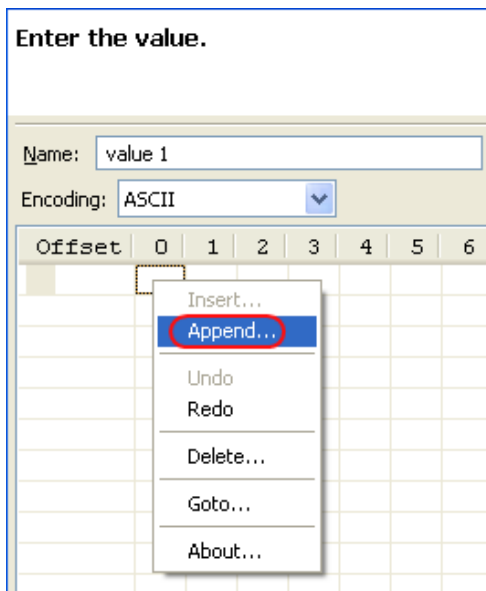 Enter the value.
Name: value 1
Encoding: ASCII
Offset 0 1 2 3 4 5 6
Insert...
Append...
Undo
Redo
Delete...
Goto...
About...